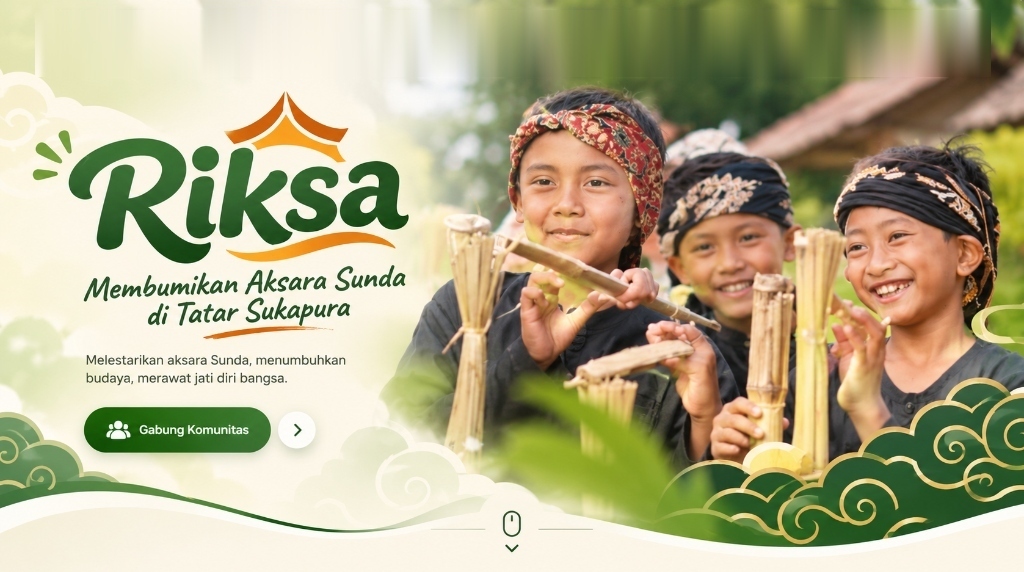 Riksa
Membumikan Aksara Sunda
di Tatar Sukapura
Melestarikan aksara Sunda, menumbuhkan
budaya, merawat jati diri bangsa.
Gabung Komunitas